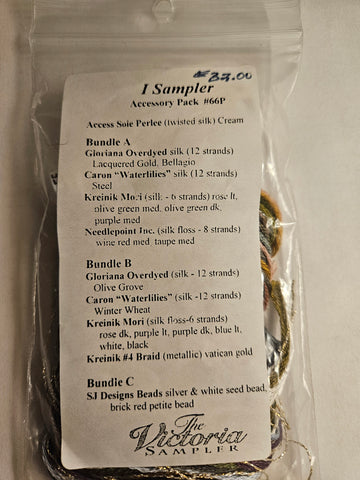 32.00
I Sampler
Accessory Pack #66P
Access Soie Perlee (twisted silk) Cream
Bundle A
Gloriana Overdyed silk (12 strands)
Lacquered Gold, Bellagio
Caron "Waterlilies" silk (12 strands)
Steel
Kreinik Mori (silk - 6 strands) rose lt,
olive green med, olive green dk,
purple med
Needlepoint Inc. (silk floss - 8 strands)
wine red med, taupe med
Bundle B
Gloriana Overdyed (silk - 12 strands)
Olive Grove
Caron "Waterlilies" (silk -12 strands)
Winter Wheat
Kreinik Mori (silk floss-6 strands)
rose dk, purple lt, purple dk, blue lt,
white, black
Kreinik #4 Braid (metallic) vatican gold
Bundle C
SJ Designs Beads silver & white seed bead,
brick red petite bead
The
Victoria
SAMPLER